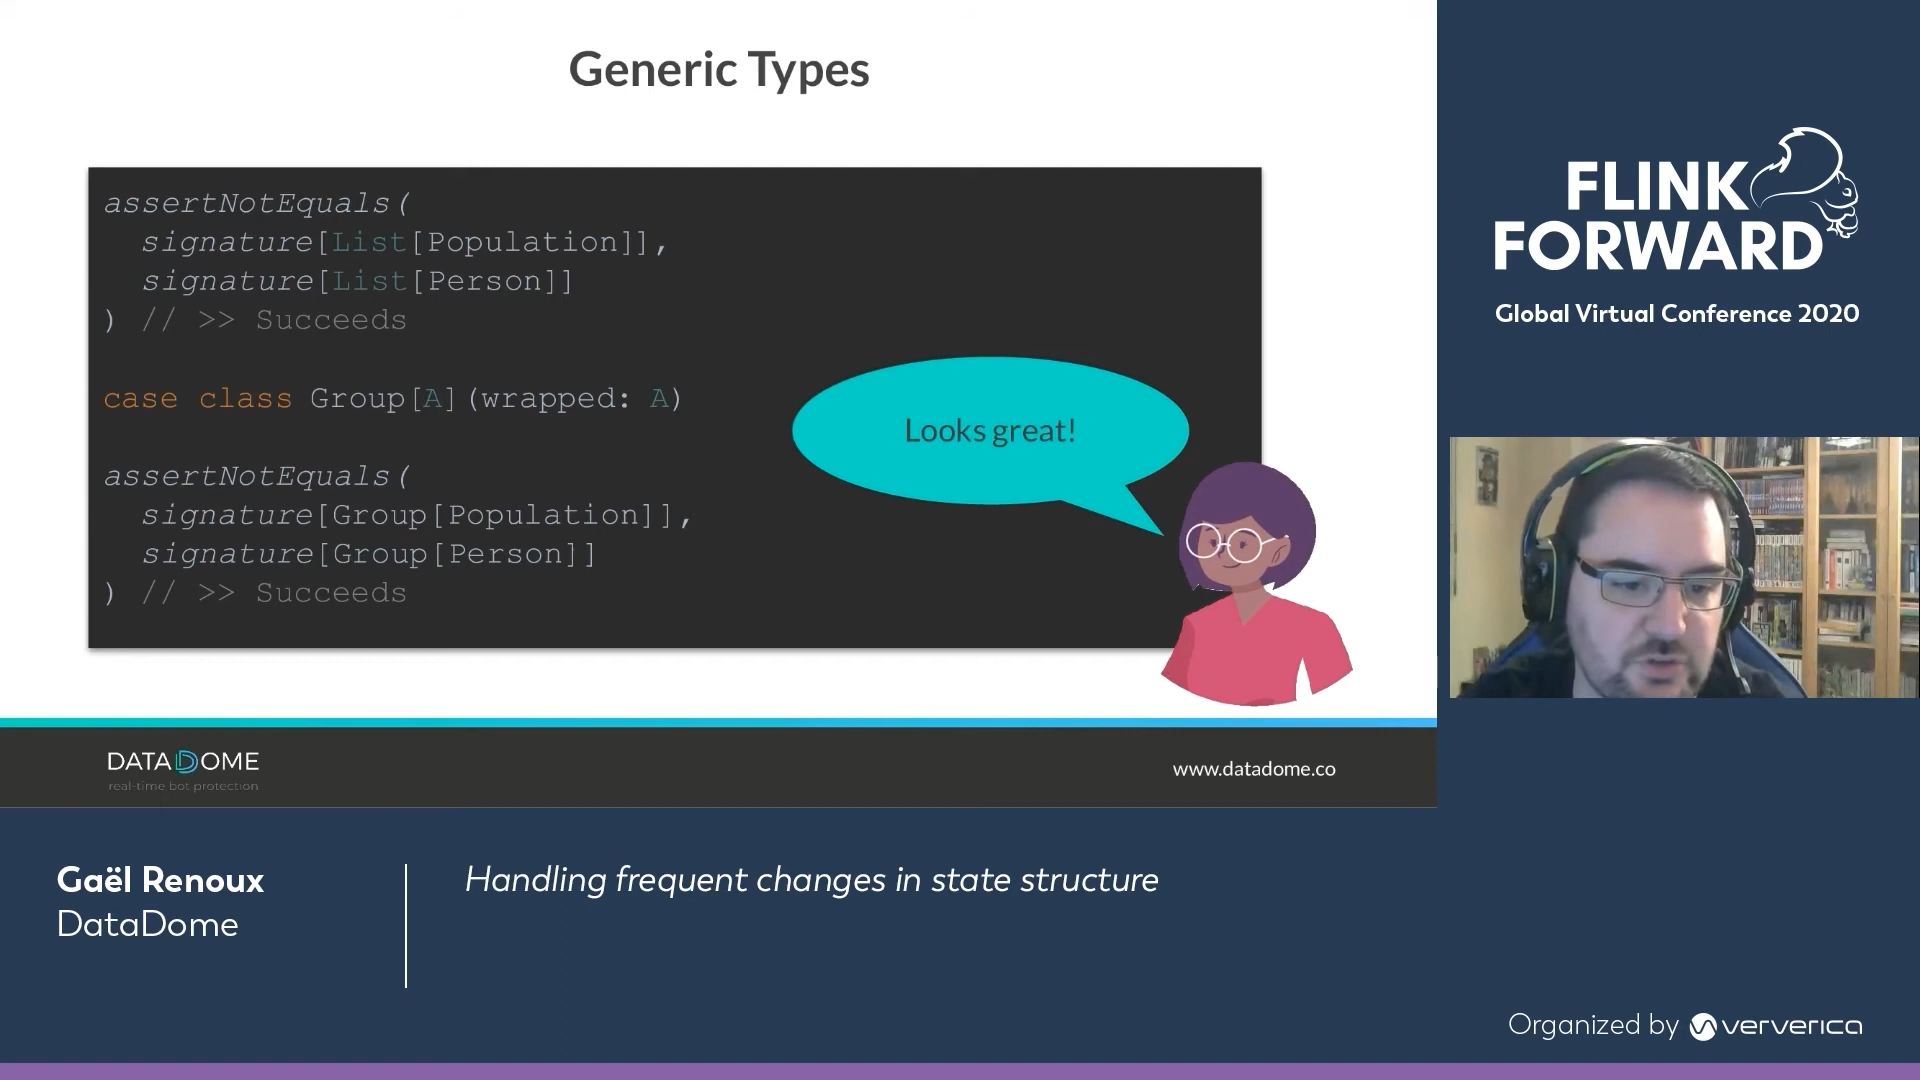 Generic Types
assertNotEquals(
signature[List[Population]],
signature[List[Person]]
) // >> Succeeds
case class Group[A](wrapped: A)
assertNotEquals(
signature[Group[Population]],
signature[Group[Person]]
) // >> Succeeds
Looks great!
DATADOME
real-time bot protection
www.datadome.co
FLINK
FORWARD
Global Virtual Conference 2020
Gaël Renoux
DataDome
Handling frequent changes in state structure
Organized by ververica